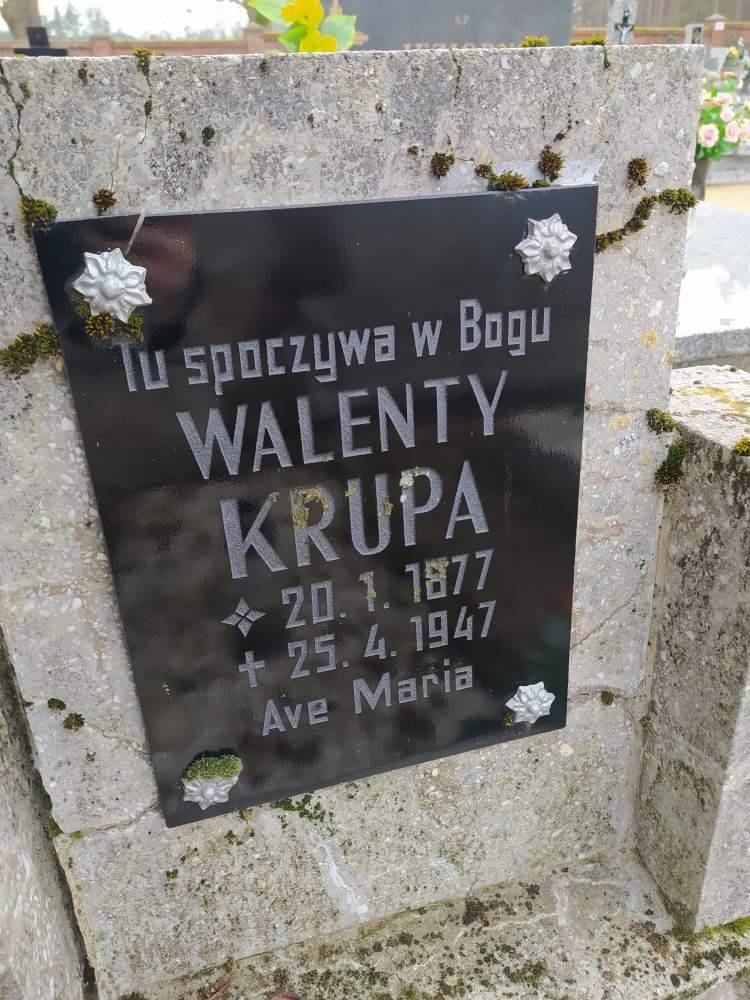 Tu spoczywa w Bogu
WALENTY
KRUPA
20. 1. 1877
25. 4. 1947
Ave Maria